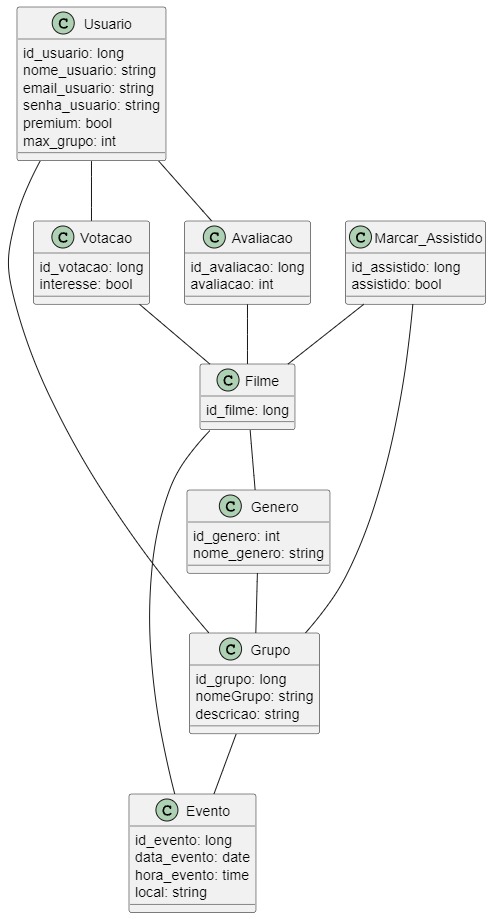 C Usuario
id_usuario: long
nome_usuario: string
email_usuario: string
senha_usuario: string
premium: bool
max_grupo: int
C Votacao
id_votacao: long
interesse: bool
C Avaliacao
id_avaliacao: long
avaliacao: int
C Marcar_Assistido
id_assistido: long
assistido: bool
C Filme
id_filme: long
C Genero
id_genero: int
nome_genero: string
C Grupo
id_grupo: long
nomeGrupo: string
descricao: string
C Evento
id_evento: long
data_evento: date
hora_evento: time
local: string